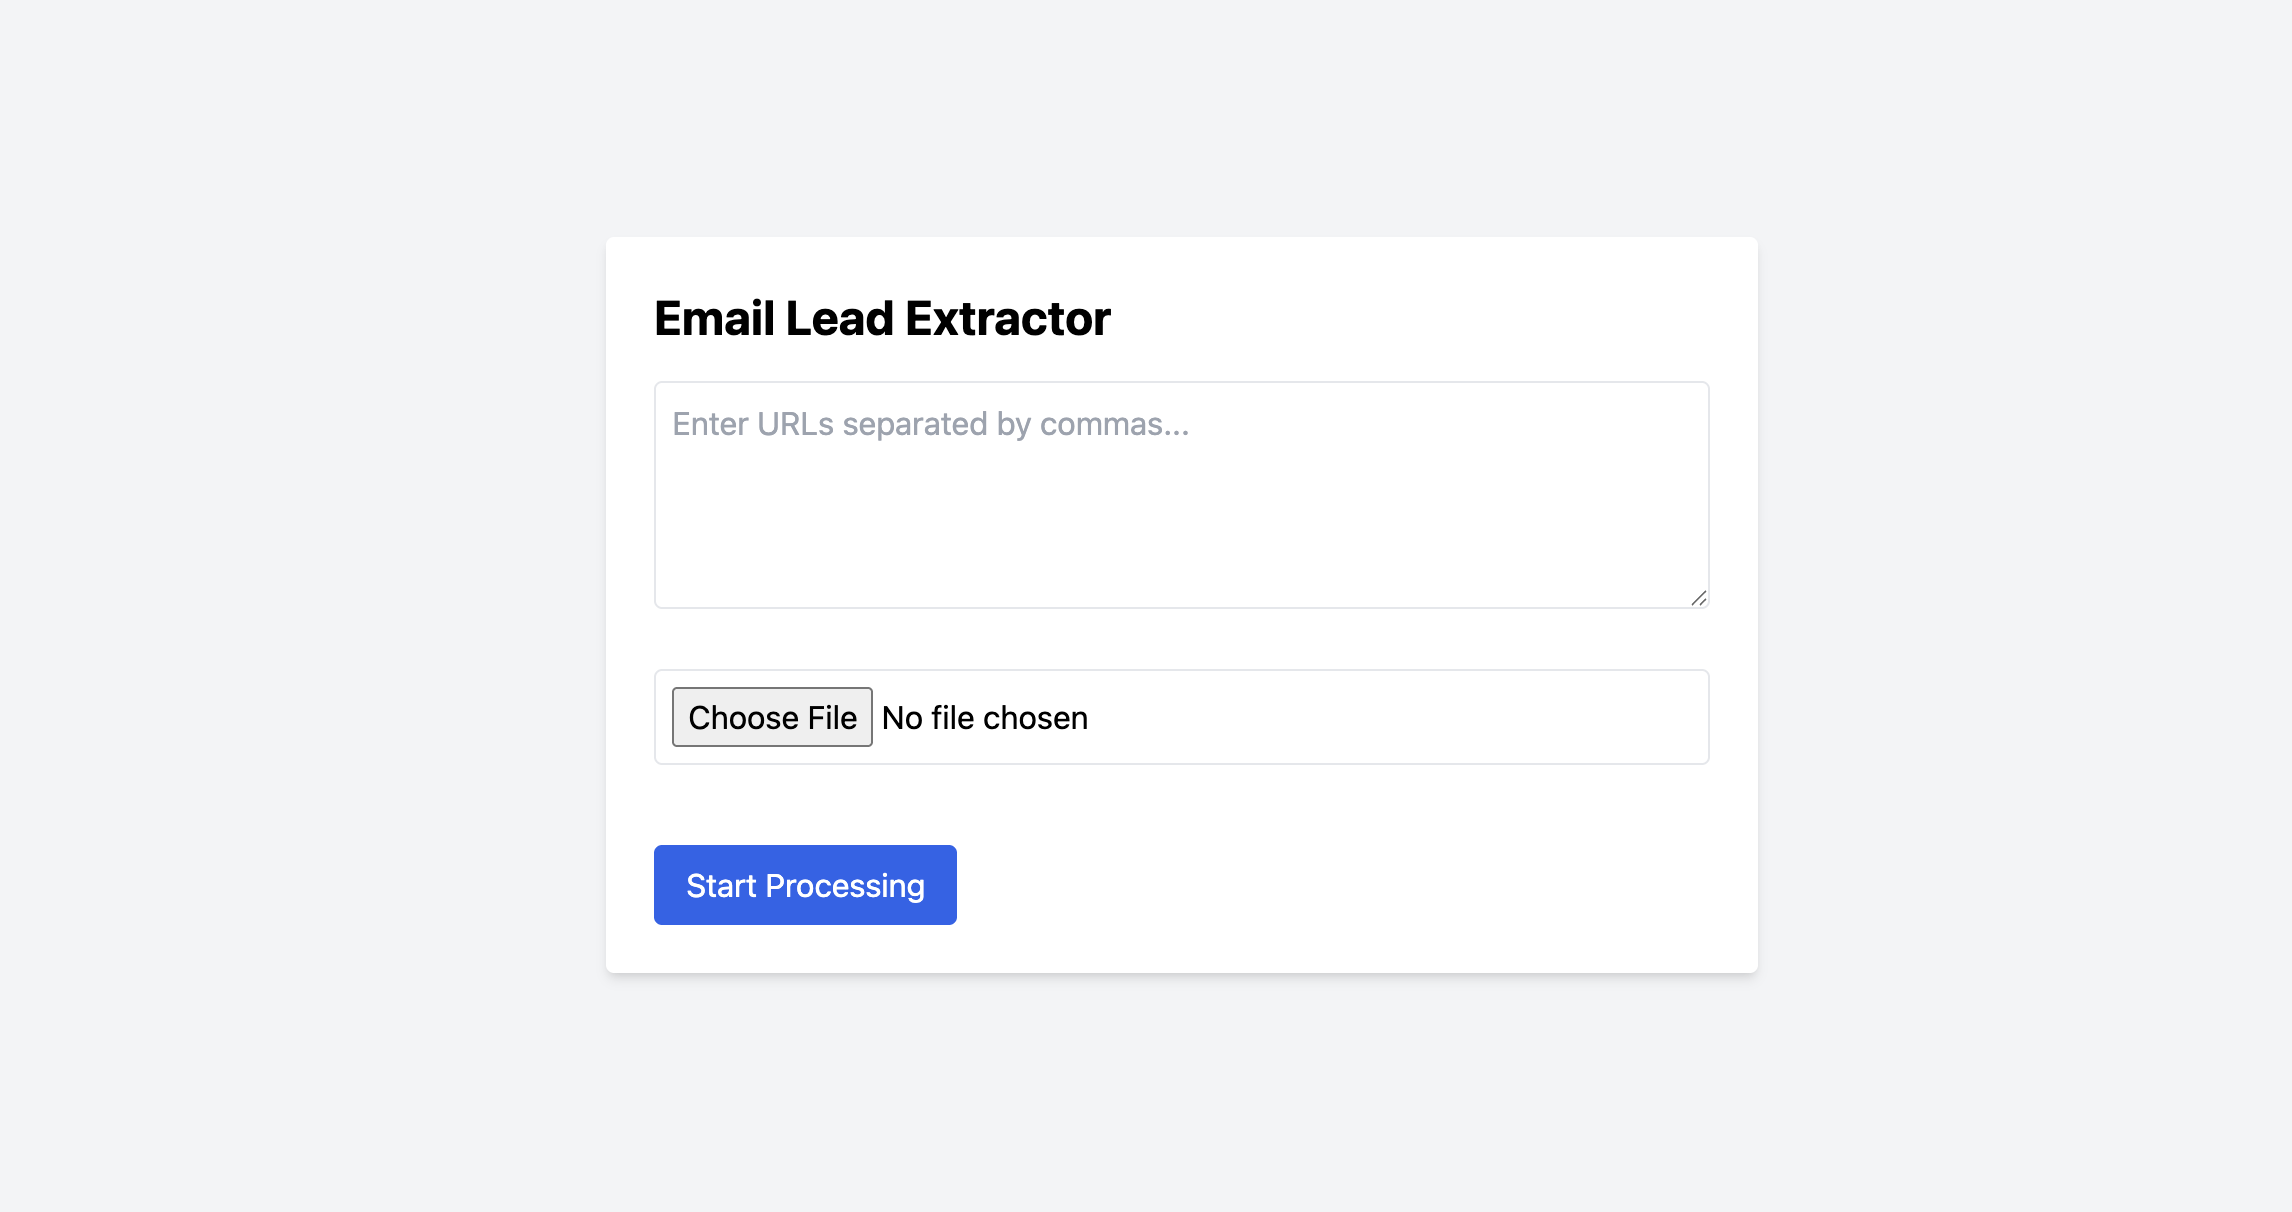 Email Lead Extractor
Enter URLs separated by commas...
Choose File No file chosen
Start Processing